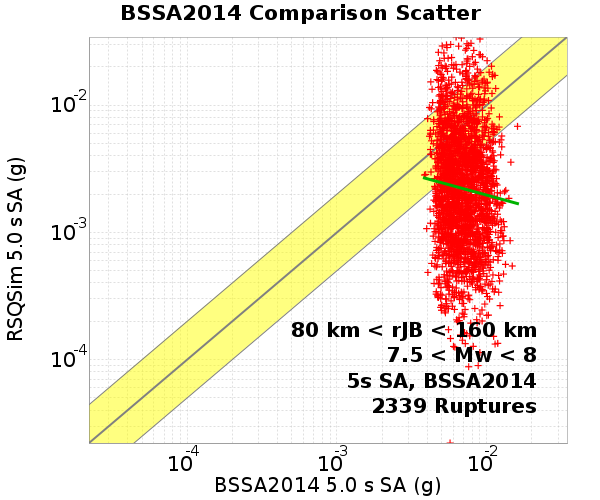 BSSA2014 Comparison Scatter
RSQSim 5.0 s SA (g)
10-2
10-3
10-4
80 km < rJB < 160 km
7.5 < Mw < 8
5s SA, BSSA2014
2339 Ruptures
10-4 10-3 10-2
BSSA2014 5.0 s SA (g)